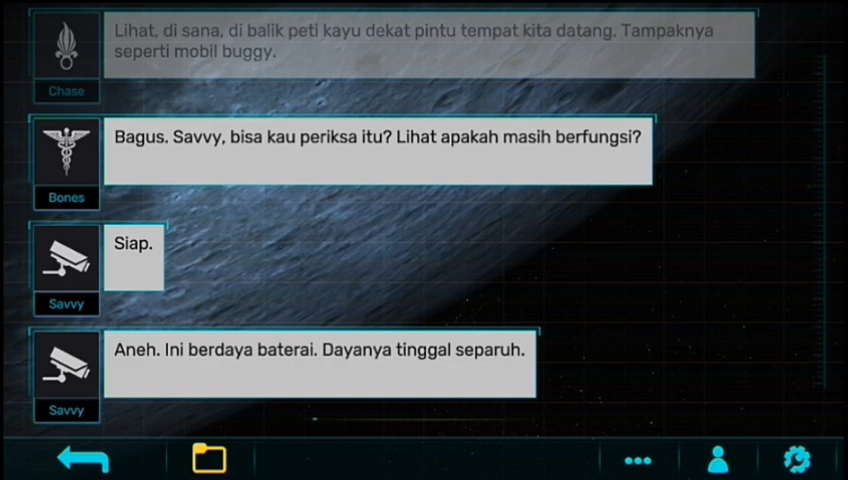 Lihat, di sana, di balik peti kayu dekat pintu tempat kita datang. Tampaknya
seperti mobil buggy.
Chase
Bagus. Savvy, bisa kau periksa itu? Lihat apakah masih berfungsi?
Bones
Siap.
Savvy
Aneh. Ini berdaya baterai. Dayanya tinggal separuh.
Savvy